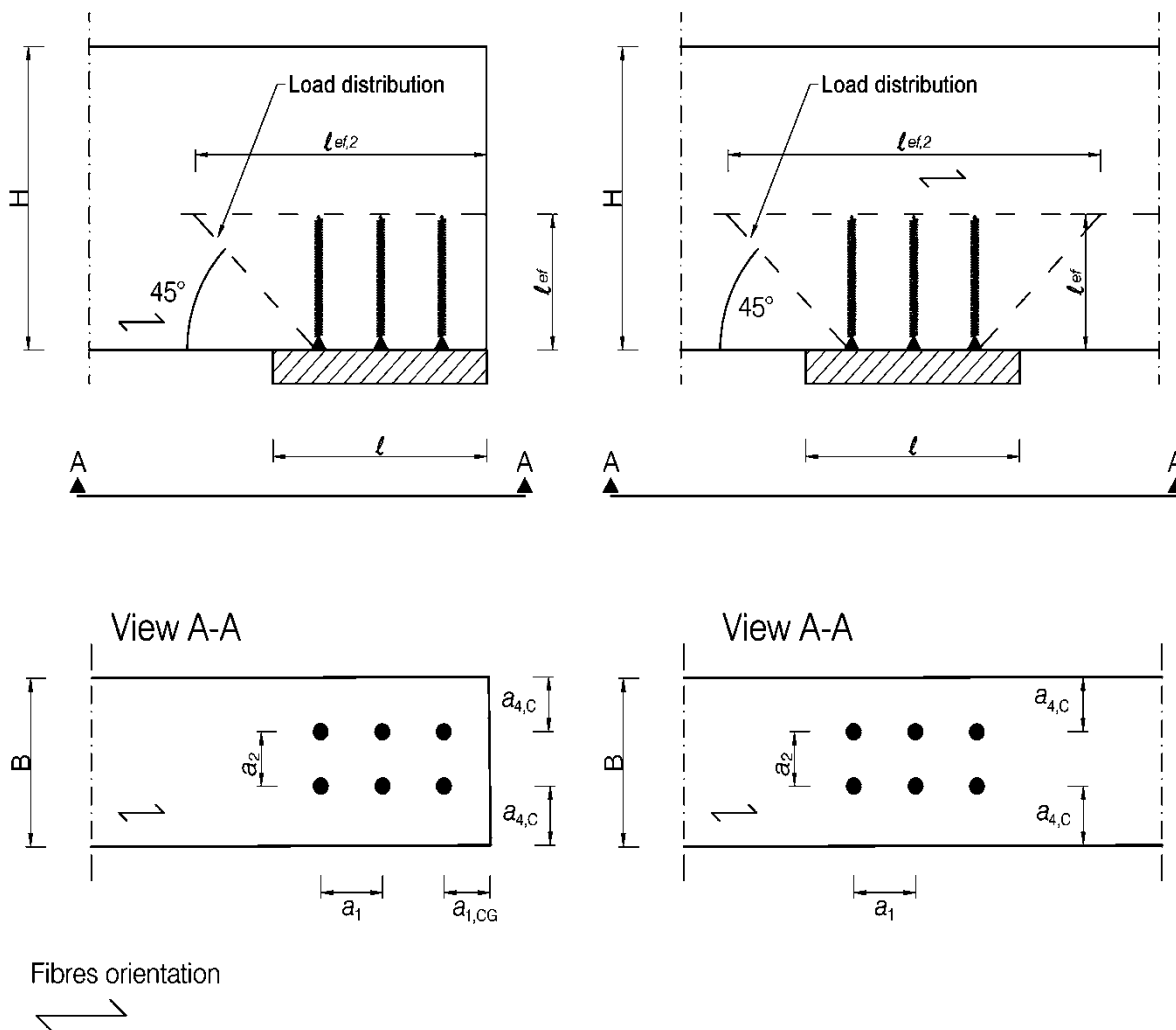 Load distribution
Load distribution
ℓef,2
ℓef,2
H
H
45°
ℓef
45°
ℓef
ℓ
ℓ
A
A
A
A
View A-A
View A-A
B
a2
a4,C
a4,C
B
a2
a4,C
a4,C
a1
a1,CG
a1
Fibres orientation